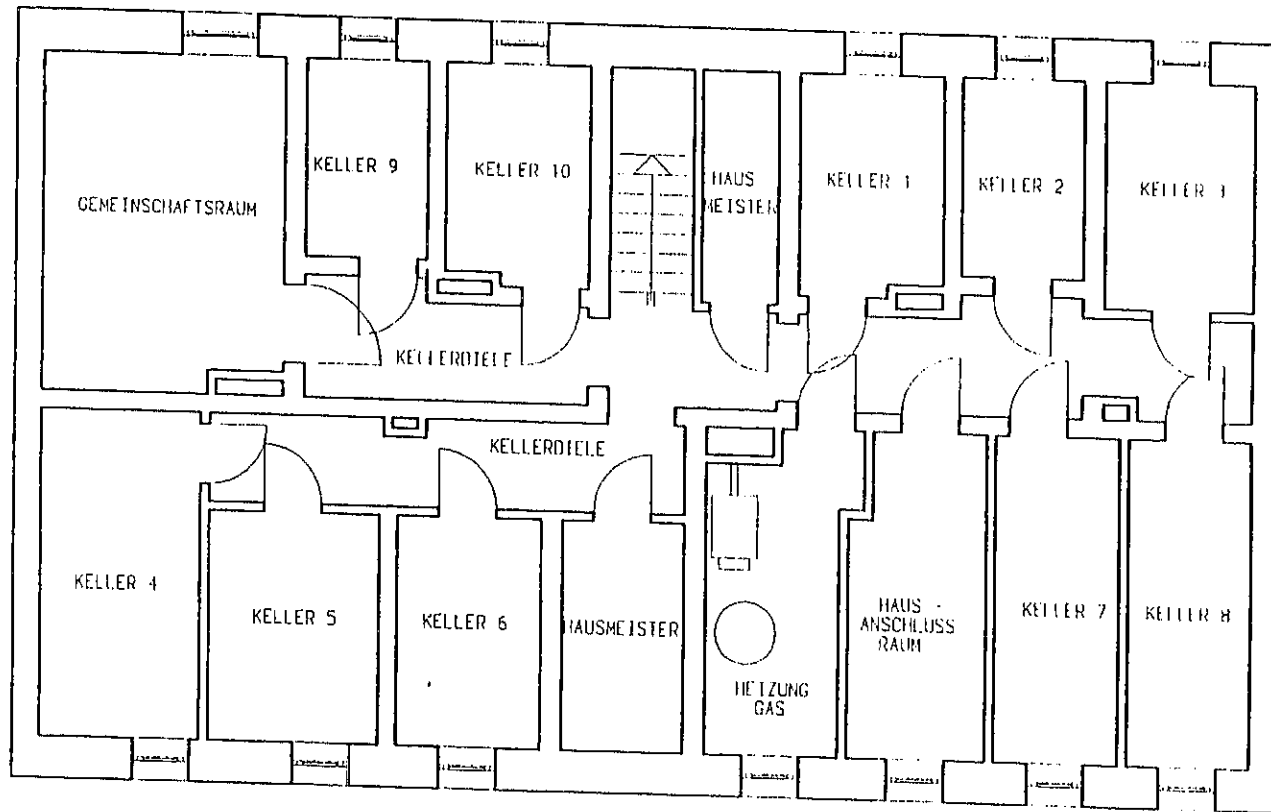 KELLER 9
KELLER 10
HAUS
MEISTER
KELLER 1
KELLER 2
KELLER 3
GEMEINSCHAFTSRAUM
KELLERDIELE
KELLERDIELE
KELLER 4
KELLER 5
KELLER 6
HAUSMEISTER
HEIZUNG
GAS
HAUS -
ANSCHLUSS
RAUM
KELLER 7
KELLER 8